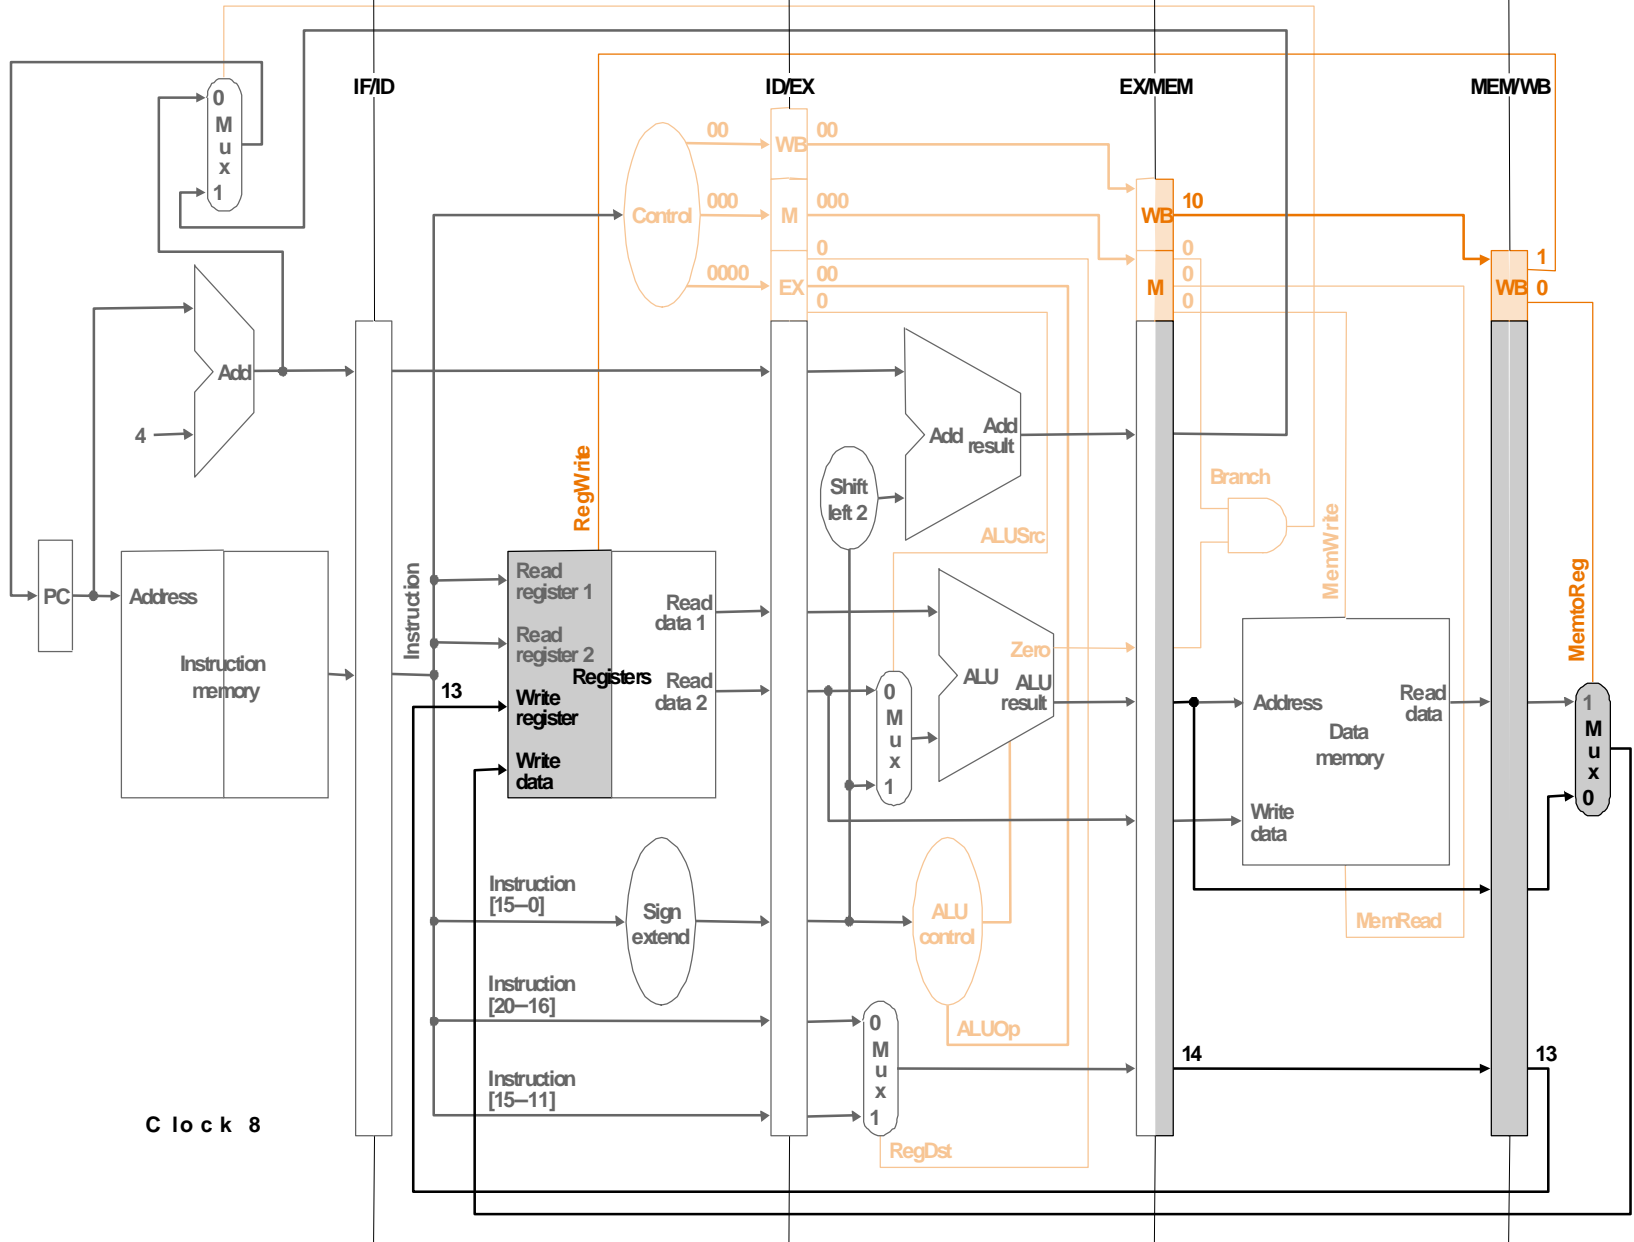 IF/ID
ID/EX
EX/MEM
MEM/WB
0
M
u
x
1
Control
00
000
0000
WB
M
EX
00
000
0
00
0
WB
M
10
0
0
0
WB
1
0
4
Add
Shift
left 2
Add
Add
result
RegWrite
Branch
MemWrite
ALUSrc
MemtoReg
PC
Address
Instruction
memory
Instruction
13
Read
register 1
Read
register 2
Registers
Write
register
Write
data
Read
data 1
Read
data 2
0
M
u
x
1
Zero
ALU
ALU
result
Address
Read
data
Data
memory
Write
data
1
M
u
x
0
Instruction
[15–0]
Sign
extend
ALU
control
MemRead
Instruction
[20–16]
ALUOp
0
M
u
x
1
14
13
Instruction
[15–11]
RegDst
Clock 8